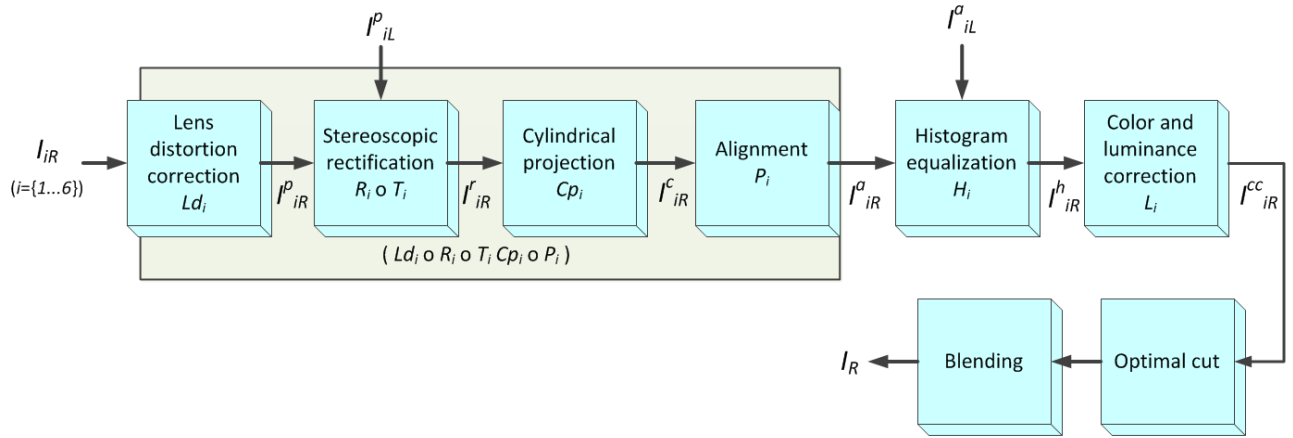 I^p_iL
I^a_iL
Lens
distortion
correction
Ld_i
Stereoscopic
rectification
R_i o T_i
Cylindrical
projection
Cp_i
Alignment
P_i
Histogram
equalization
H_i
Color and
luminance
correction
L_i
I_iR
(i={1...6})
I^p_iR
I^r_iR
I^c_iR
I^a_iR
I^h_iR
I^cc_iR
( Ld_i o R_i o T_i Cp_i o P_i )
I_R
Blending
Optimal cut